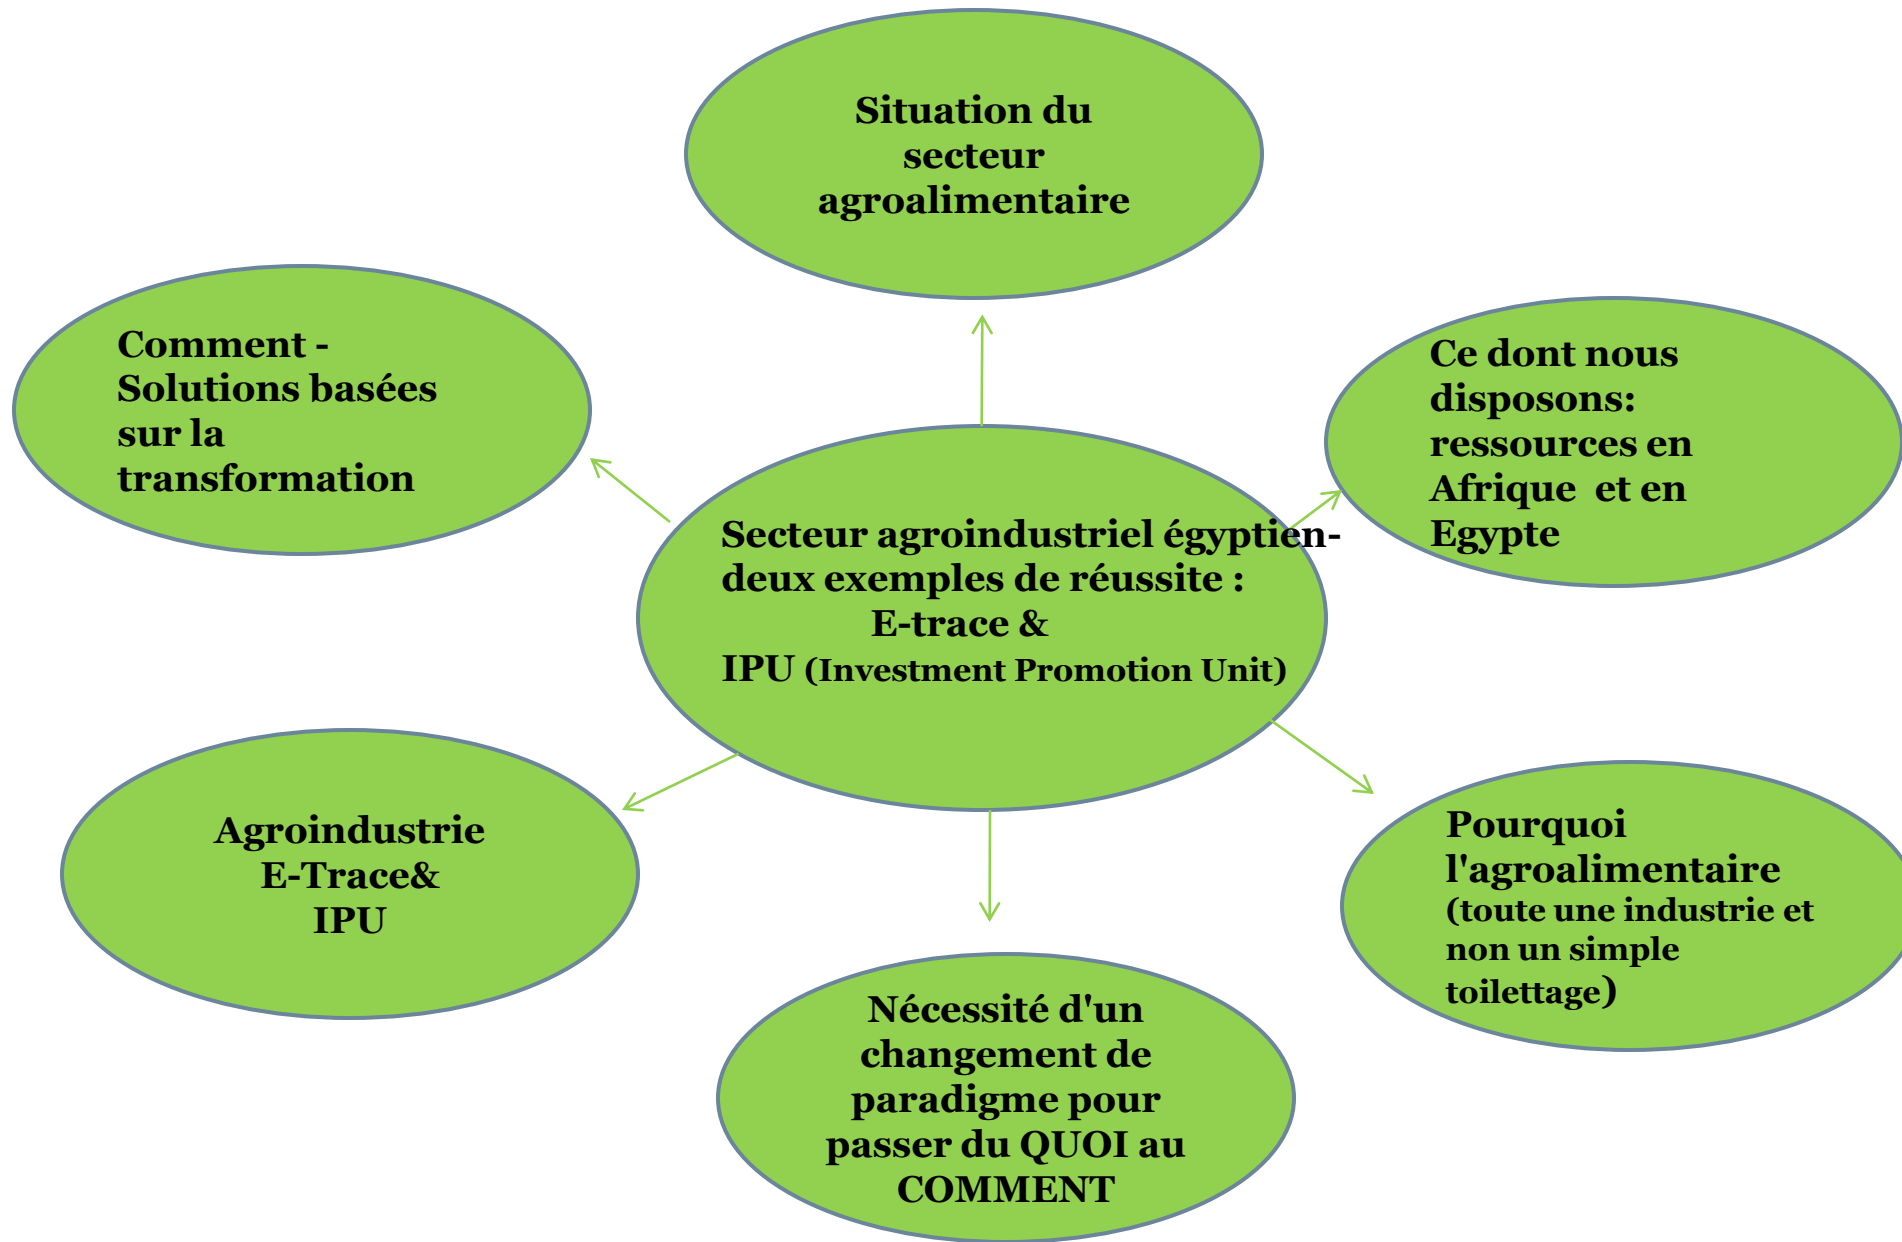 Situation du
secteur
agroalimentaire
Comment -
Solutions basées
sur la
transformation
Ce dont nous
disposons:
ressources en
Afrique  et en
Egypte
Secteur agroindustriel égyptien-
deux exemples de réussite :
E-trace &
IPU (Investment Promotion Unit)
Agroindustrie
E-Trace&
IPU
Pourquoi
l'agroalimentaire
(toute une industrie et
non un simple
toilettage)
Nécessité d'un
changement de
paradigme pour
passer du QUOI au
COMMENT